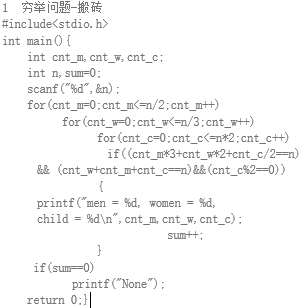 1  穷举问题-搬砖
#include<stdio.h>
int main(){
    int cnt_m,cnt_w,cnt_c;
    int n,sum=0;
    scanf("%d",&n);
    for(cnt_m=0;cnt_m<=n/2;cnt_m++)
        for(cnt_w=0;cnt_w<=n/3;cnt_w++)
            for(cnt_c=0;cnt_c<=n*2;cnt_c++)
             if((cnt_m*3+cnt_w*2+cnt_c/2==n)
     && (cnt_w+cnt_m+cnt_c==n)&&(cnt_c%2==0))
            {
     printf("men = %d, women = %d,
     child = %d\n",cnt_m,cnt_w,cnt_c);
                     sum++;
            }
    if(sum==0)
         printf("None");
    return 0;}